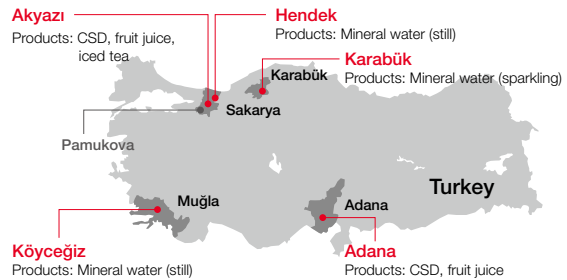 Akyazı
Products: CSD, fruit juice,
iced tea
Hendek
Products: Mineral water (still)
Karabük
Products: Mineral water (sparkling)
Karabük
Sakarya
Pamukova
Muğla
Adana
Turkey
Köyceğiz
Products: Mineral water (still)
Adana
Products: CSD, fruit juice